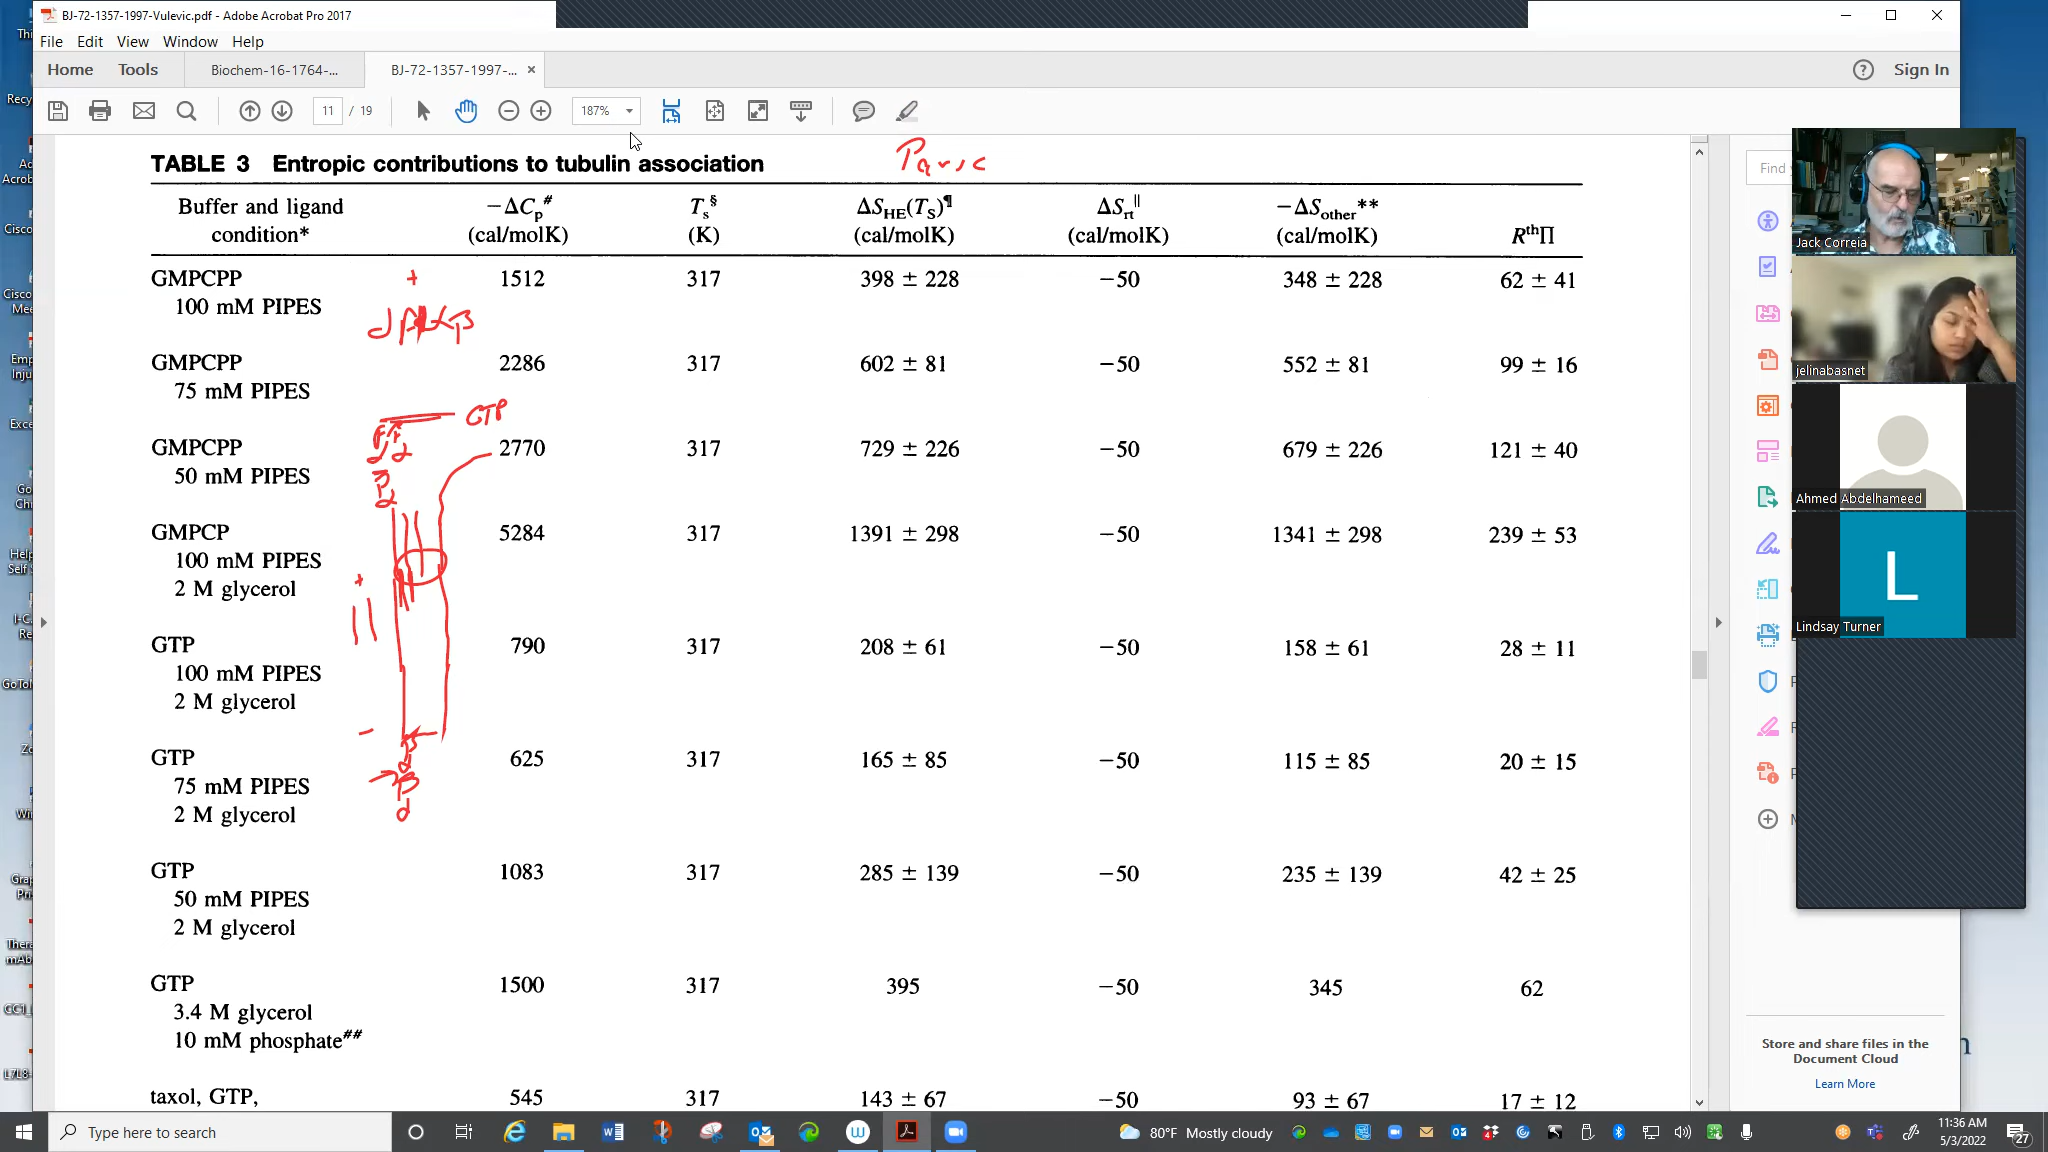 BJ-72-1357-1997-Vulevic.pdf - Adobe Acrobat Pro 2017
File Edit View Window Help
Home Tools Biochem-16-1764-... BJ-72-1357-1997-... × Sign In
11 / 19 187%
TABLE 3 Entropic contributions to tubulin association
Buffer and ligand condition* −ΔCp# (cal/molK) Ts§ (K) ΔSHE(TS)¶ (cal/molK) ΔSrt‖ (cal/molK) −ΔSother** (cal/molK) RthΠ
GMPCPP 1512 317 398 ± 228 −50 348 ± 228 62 ± 41
100 mM PIPES
GMPCPP 2286 317 602 ± 81 −50 552 ± 81 99 ± 16
75 mM PIPES
GTP
GMPCPP 2770 317 729 ± 226 −50 679 ± 226 121 ± 40
50 mM PIPES
GMPCP 5284 317 1391 ± 298 −50 1341 ± 298 239 ± 53
100 mM PIPES
2 M glycerol
GTP 790 317 208 ± 61 −50 158 ± 61 28 ± 11
100 mM PIPES
2 M glycerol
GTP 625 317 165 ± 85 −50 115 ± 85 20 ± 15
75 mM PIPES
2 M glycerol
GTP 1083 317 285 ± 139 −50 235 ± 139 42 ± 25
50 mM PIPES
2 M glycerol
GTP 1500 317 395 −50 345 62
3.4 M glycerol
10 mM phosphate##
taxol, GTP, 545 317 143 ± 67 −50 93 ± 67 17 ± 12
Find
Jack Correia
jelinabasnet
Ahmed Abdelhameed
L
Lindsay Turner
Store and share files in the
Document Cloud
Learn More
Type here to search
80°F Mostly cloudy
11:36 AM
5/3/2022
27